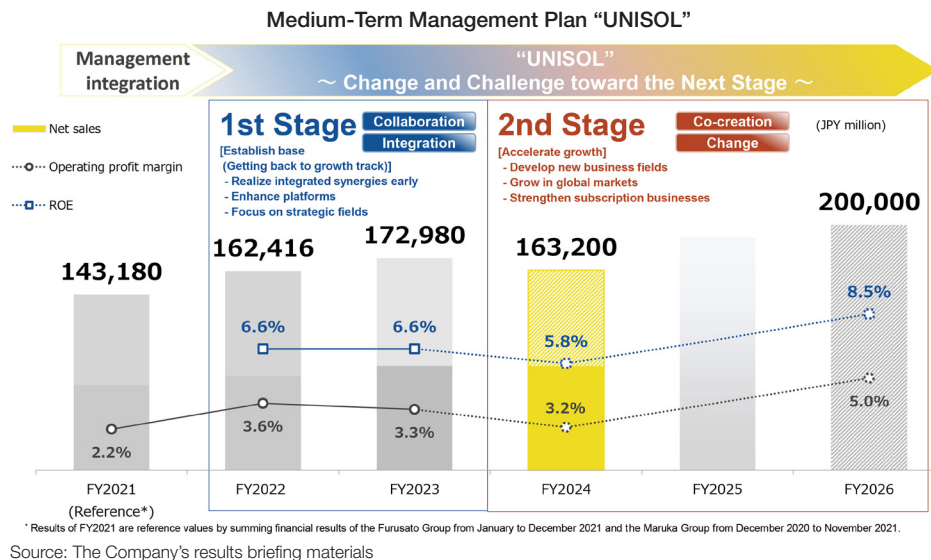 Medium-Term Management Plan “UNISOL”
Management
integration
“UNISOL”
～ Change and Challenge toward the Next Stage ～
Net sales
Operating profit margin
ROE
1st Stage
Collaboration
Integration
[Establish base
(Getting back to growth track)]
- Realize integrated synergies early
- Enhance platforms
- Focus on strategic fields
2nd Stage
Co-creation
Change
[Accelerate growth]
- Develop new business fields
- Grow in global markets
- Strengthen subscription businesses
(JPY million)
143,180
162,416
172,980
163,200
200,000
6.6%
6.6%
5.8%
8.5%
2.2%
3.6%
3.3%
3.2%
5.0%
FY2021
(Reference*)
FY2022
FY2023
FY2024
FY2025
FY2026
* Results of FY2021 are reference values by summing financial results of the Furusato Group from January to December 2021 and the Maruka Group from December 2020 to November 2021.
Source: The Company’s results briefing materials